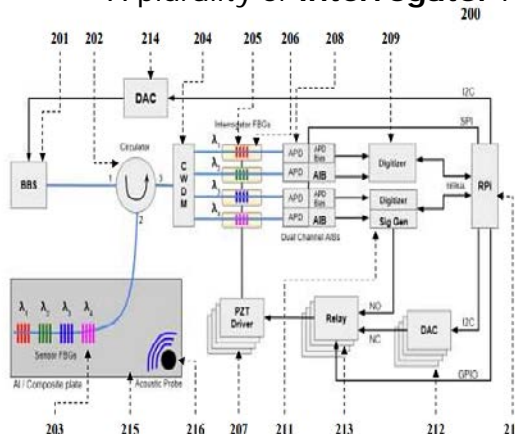 200
201 202 214 204 205 206 208 209
DAC
I2C
SPI
Circulator
Interrogator FBGs
BBS
1 3
2
C W D M
λ1
λ2
λ3
λ4
APD APD Bias AIB
APD
APD APD Bias AIB
APD
Dual Channel AIBs
Digitizer
Digitizer
Sig Gen
SERIAL
RPi
λ1 λ2 λ3 λ4
Sensor FBGs
Al / Composite plate
Acoustic Probe
PZT Driver
Relay
NO
NC
DAC
I2C
GPIO
203 215 216 207 211 213 212 21